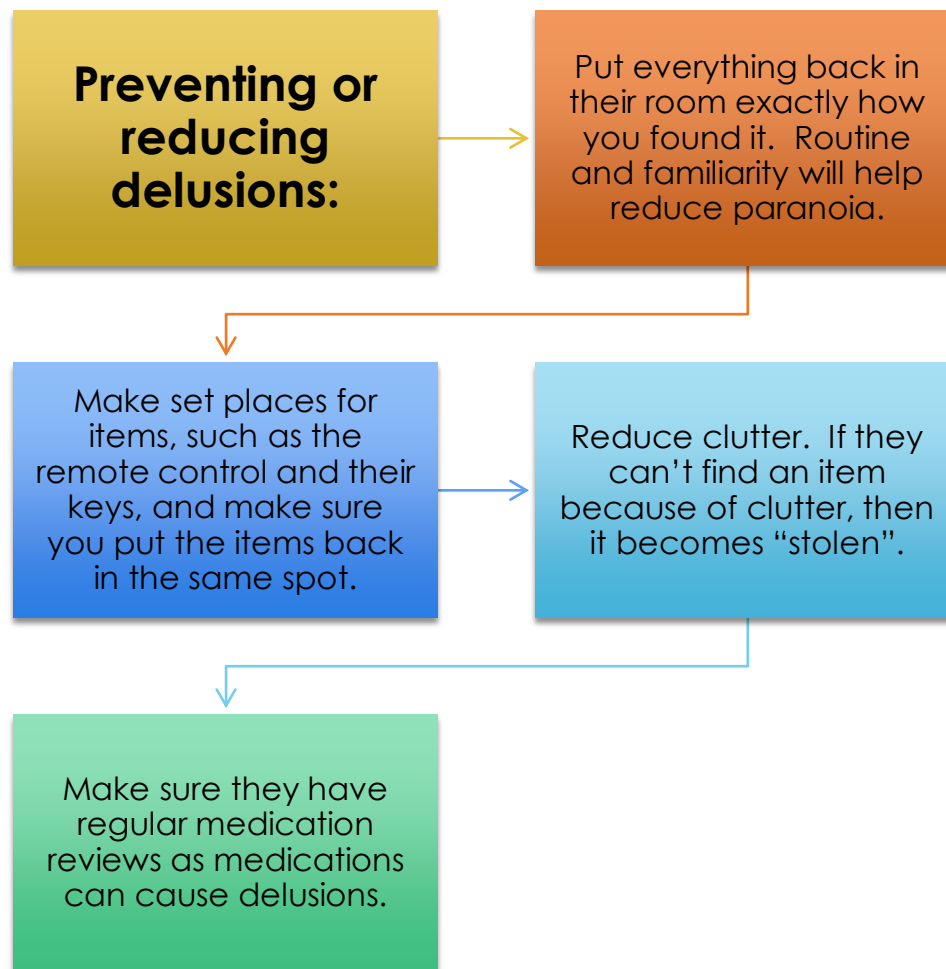 Preventing or
reducing
delusions:
Put everything back in
their room exactly how
you found it.  Routine
and familiarity will help
reduce paranoia.
Make set places for
items, such as the
remote control and their
keys, and make sure
you put the items back
in the same spot.
Reduce clutter.  If they
can’t find an item
because of clutter, then
it becomes “stolen”.
Make sure they have
regular medication
reviews as medications
can cause delusions.